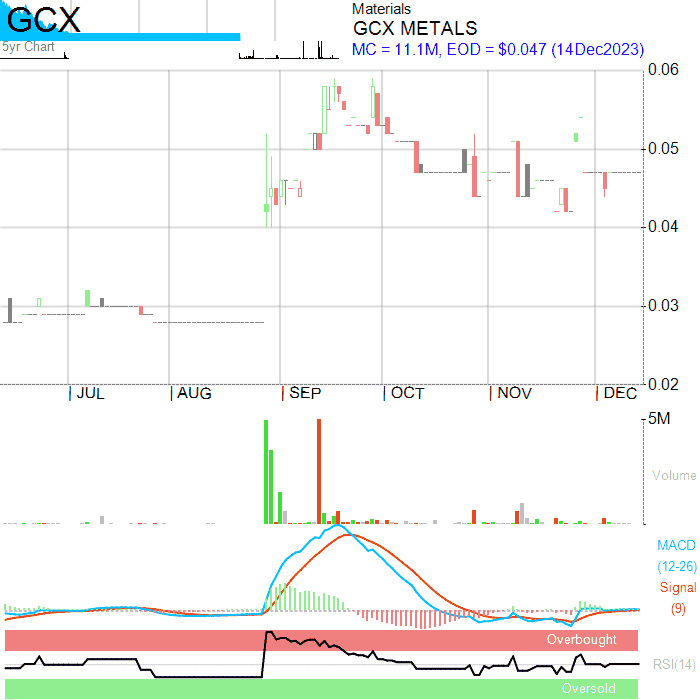 GCX
5yr Chart
Materials
GCX METALS
MC = 11.1M, EOD = $0.047 (14Dec2023)
0.06
0.05
0.04
0.03
0.02
JUL AUG SEP OCT NOV DEC
5M
Volume
MACD
(12-26)
Signal
(9)
Overbought
RSI(14)
Oversold